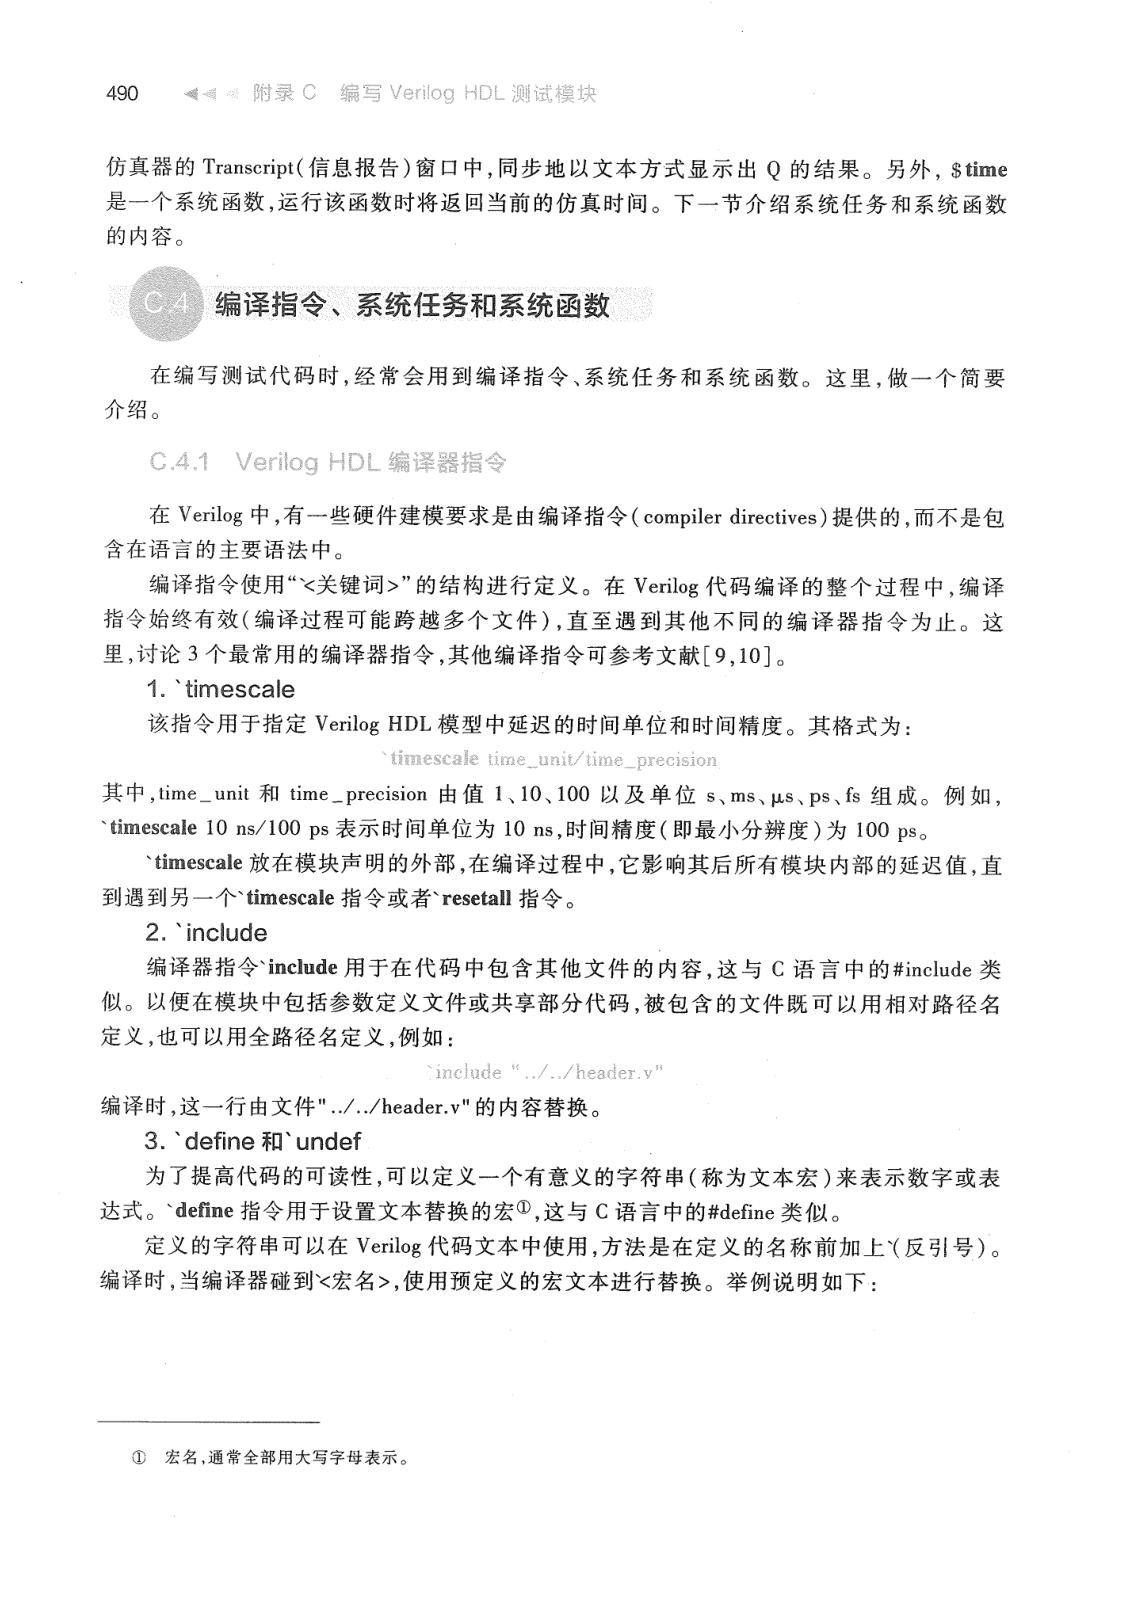 490 附录 C 编写 Verilog HDL 测试模块
仿真器的 Transcript(信息报告)窗口中,同步地以文本方式显示出 Q 的结果。另外, $time
是一个系统函数,运行该函数时将返回当前的仿真时间。下一节介绍系统任务和系统函数
的内容。
C.4 编译指令、系统任务和系统函数
在编写测试代码时,经常会用到编译指令、系统任务和系统函数。这里,做一个简要
介绍。
C.4.1 Verilog HDL 编译器指令
在 Verilog 中,有一些硬件建模要求是由编译指令(compiler directives)提供的,而不是包
含在语言的主要语法中。
编译指令使用“`<关键词>”的结构进行定义。在 Verilog 代码编译的整个过程中,编译
指令始终有效(编译过程可能跨越多个文件),直至遇到其他不同的编译器指令为止。这
里,讨论 3 个最常用的编译器指令,其他编译指令可参考文献[9,10]。
1. `timescale
该指令用于指定 Verilog HDL 模型中延迟的时间单位和时间精度。其格式为:
`timescale time_unit/time_precision
其中,time_unit 和 time_precision 由值 1、10、100 以及单位 s、ms、μs、ps、fs 组成。例如,
`timescale 10 ns/100 ps 表示时间单位为 10 ns,时间精度(即最小分辨度)为 100 ps。
`timescale 放在模块声明的外部,在编译过程中,它影响其后所有模块内部的延迟值,直
到遇到另一个`timescale 指令或者`resetall 指令。
2. `include
编译器指令`include 用于在代码中包含其他文件的内容,这与 C 语言中的#include 类
似。以便在模块中包括参数定义文件或共享部分代码,被包含的文件既可以用相对路径名
定义,也可以用全路径名定义,例如:
`include "../../header.v"
编译时,这一行由文件"../../header.v"的内容替换。
3. `define 和`undef
为了提高代码的可读性,可以定义一个有意义的字符串(称为文本宏)来表示数字或表
达式。`define 指令用于设置文本替换的宏①,这与 C 语言中的#define 类似。
定义的字符串可以在 Verilog 代码文本中使用,方法是在定义的名称前加上`(反引号)。
编译时,当编译器碰到`<宏名>,使用预定义的宏文本进行替换。举例说明如下:
① 宏名,通常全部用大写字母表示。